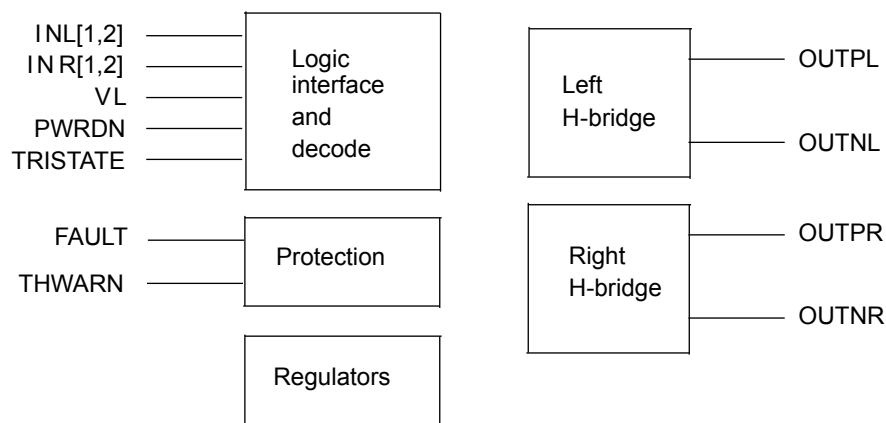 INL[1,2]
INR[1,2]
VL
PWRDN
TRISTATE
Logic
interface
and
decode
FAULT
THWARN
Protection
Regulators
Left
H-bridge
OUTPL
OUTNL
Right
H-bridge
OUTPR
OUTNR